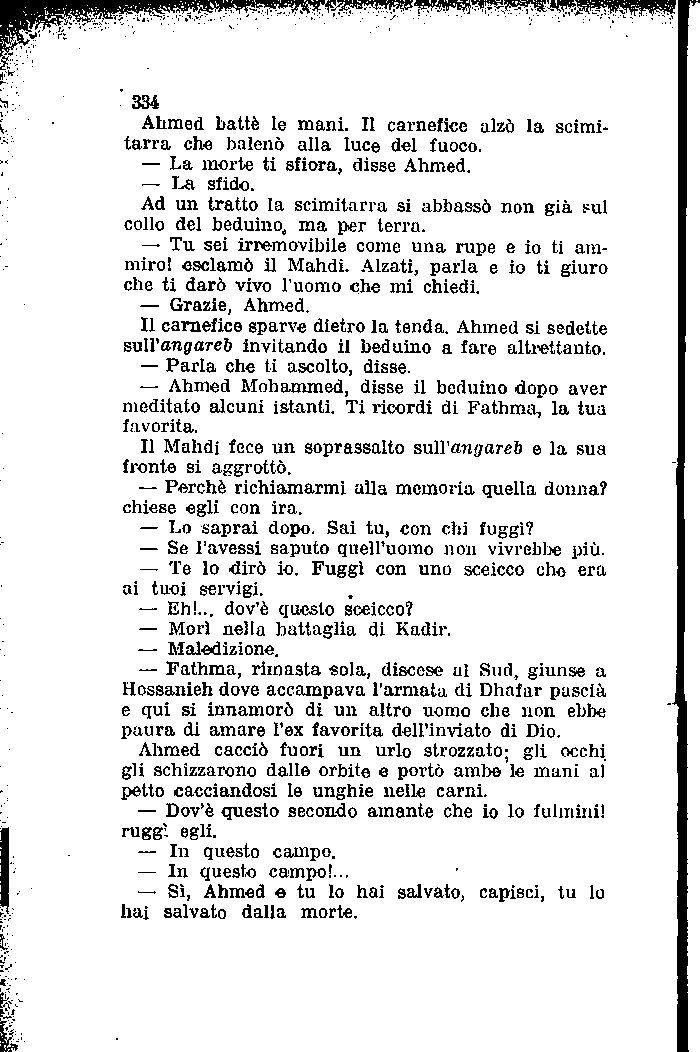 334
Ahmed battè le mani. Il carnefice alzò la scimi-
tarra che balenò alla luce del fuoco.
— La morte ti sfiora, disse Ahmed.
— La sfido.
Ad un tratto la scimitarra si abbassò non già sul
collo del beduino, ma per terra.
— Tu sei irremovibile come una rupe e io ti am-
miro! esclamò il Mahdi. Alzati, parla e io ti giuro
che ti darò vivo l'uomo che mi chiedi.
— Grazie, Ahmed.
Il carnefice sparve dietro la tenda. Ahmed si sedette
sull'angareb invitando il beduino a fare altrettanto.
— Parla che ti ascolto, disse.
— Ahmed Mohammed, disse il beduino dopo aver
meditato alcuni istanti. Ti ricordi di Fathma, la tua
favorita.
Il Mahdi fece un soprassalto sull'angareb e la sua
fronte si aggrottò.
— Perchè richiamarmi alla memoria quella donna?
chiese egli con ira.
— Lo saprai dopo. Sai tu, con chi fuggì?
— Se l'avessi saputo quell'uomo non vivrebbe più.
— Te lo dirò io. Fuggì con uno sceicco che era
ai tuoi servigi.
— Eh!... dov'è questo sceicco?
— Morì nella battaglia di Kadir.
— Maledizione.
— Fathma, rimasta sola, discese al Sud, giunse a
Hossanieh dove accampava l'armata di Dhafar pascià
e qui si innamorò di un altro uomo che non ebbe
paura di amare l'ex favorita dell'inviato di Dio.
Ahmed cacciò fuori un urlo strozzato; gli occhi
gli schizzarono dalle orbite e portò ambe le mani al
petto cacciandosi le unghie nelle carni.
— Dov'è questo secondo amante che io lo fulmini!
ruggì egli.
— In questo campo.
— In questo campo!...
— Sì, Ahmed e tu lo hai salvato, capisci, tu lo
hai salvato dalla morte.